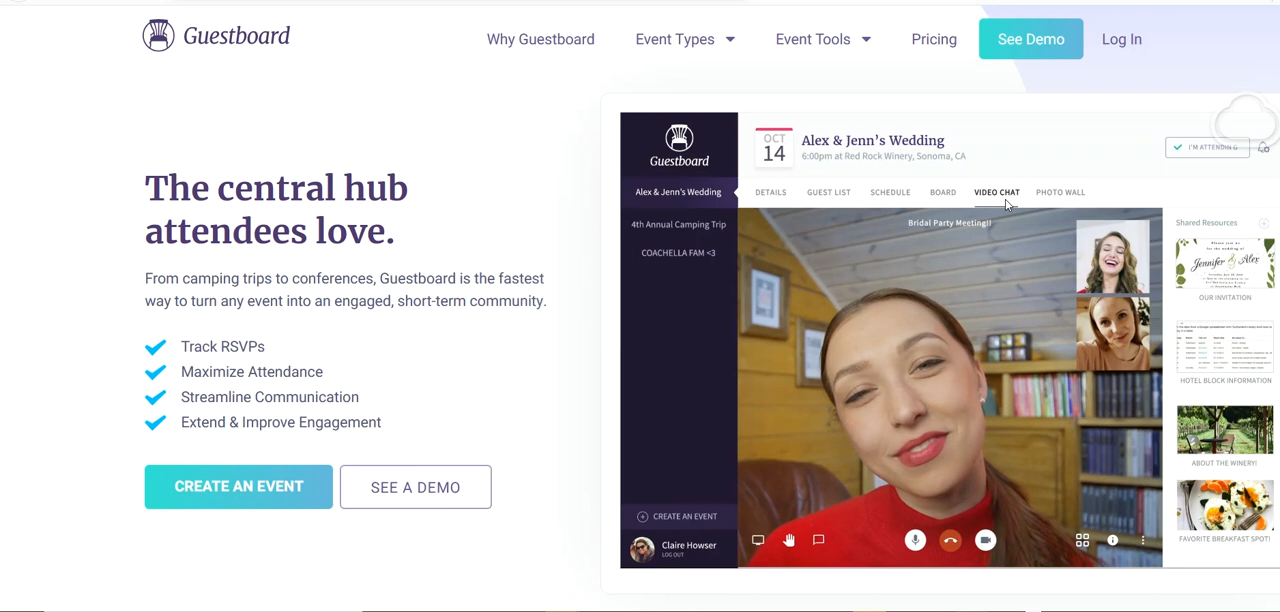 Guestboard
Why Guestboard
Event Types
Event Tools
Pricing
See Demo
Log In
The central hub
attendees love.
From camping trips to conferences, Guestboard is the fastest
way to turn any event into an engaged, short-term community.
Track RSVPs
Maximize Attendance
Streamline Communication
Extend & Improve Engagement
CREATE AN EVENT
SEE A DEMO
Guestboard
Alex & Jenn's Wedding
4th Annual Camping Trip
COACHELLA FAM <3
CREATE AN EVENT
Claire Howser
LOG OUT
OCT
14
Alex & Jenn's Wedding
6:00pm at Red Rock Winery, Sonoma, CA
I'M ATTENDING
DETAILS
GUEST LIST
SCHEDULE
BOARD
VIDEO CHAT
PHOTO WALL
Bridal Party Meeting!!
Shared Resources
Jennifer & Alex
OUR INVITATION
HOTEL BLOCK INFORMATION
ABOUT THE WINERY!
FAVORITE BREAKFAST SPOT!